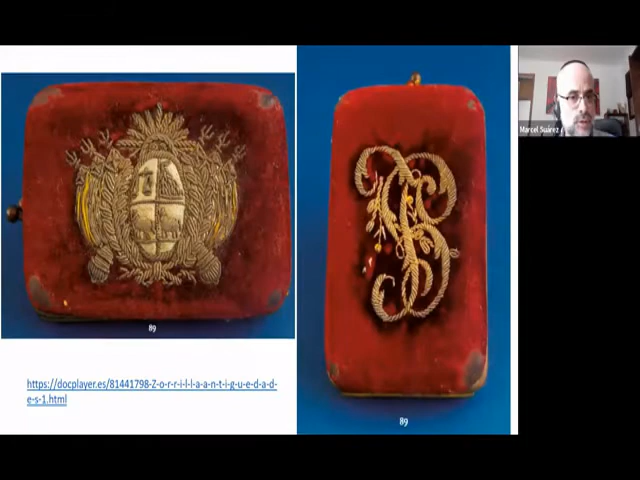 Marcel Suárez
89
https://docplayer.es/81441798-Z-o-r-r-i-l-l-a-a-n-t-i-g-u-e-d-a-d-
e-s-1.html
89